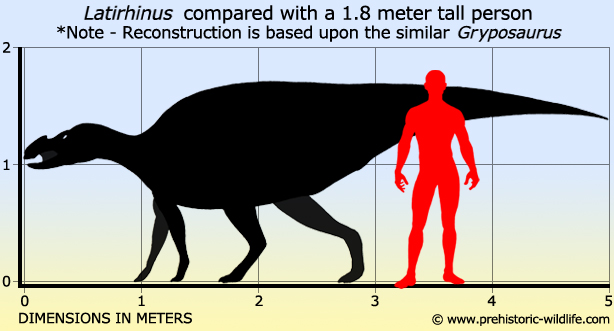 Latirhinus compared with a 1.8 meter tall person
*Note - Reconstruction is based upon the similar Gryposaurus
2
1
0
0 1 2 3 4 5
DIMENSIONS IN METERS © www.prehistoric-wildlife.com